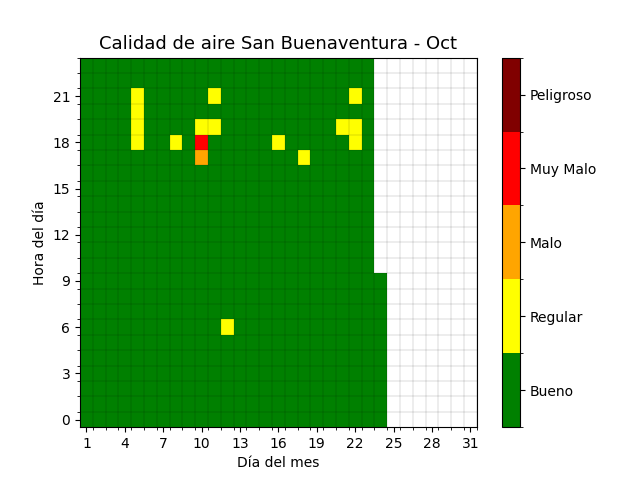 Calidad de aire San Buenaventura - Oct
Hora del día
21
18
15
12
9
6
3
0
1 4 7 10 13 16 19 22 25 28 31
Día del mes
Peligroso
Muy Malo
Malo
Regular
Bueno